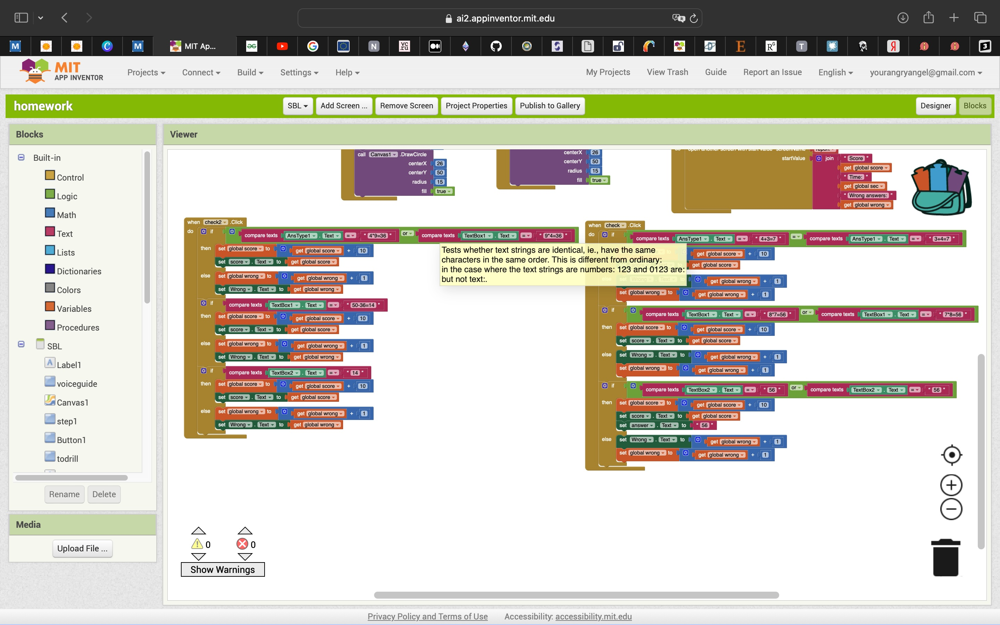 ai2.appinventor.mit.edu
MIT Ap...
MIT
APP INVENTOR
Projects
Connect
Build
Settings
Help
My Projects
View Trash
Guide
Report an Issue
English
yourangryangel@gmail.com
homework
SBL
Add Screen ...
Remove Screen
Project Properties
Publish to Gallery
Designer
Blocks
Blocks
Built-in
Control
Logic
Math
Text
Lists
Dictionaries
Colors
Variables
Procedures
SBL
Label1
voiceguide
Canvas1
step1
Button1
todrill
Rename
Delete
Media
Upload File ...
Viewer
call Canvas1 .DrawCircle
centerX 26
centerY 50
radius 15
fill true
centerX 26
centerY 50
radius 15
fill true
startValue join " Score "
get global score
" Time: "
get global sec
" Wrong answers: "
get global wrong
when check2 .Click
do if compare texts AnsType1 . Text = " 4*9=36 " or compare texts TextBox1 . Text = " 9*4=36 "
then set global score to get global score + 10
set score . Text to get global score
else set global wrong to get global wrong + 1
set Wrong . Text to get global wrong
if compare texts TextBox1 . Text = " 50-36=14 "
then set global score to get global score + 10
set score . Text to get global score
else set global wrong to get global wrong + 1
set Wrong . Text to get global wrong
if compare texts TextBox2 . Text = " 14 "
then set global score to get global score + 10
set score . Text to get global score
else set global wrong to get global wrong + 1
set Wrong . Text to get global wrong
Tests whether text strings are identical, ie., have the same
characters in the same order. This is different from ordinary:
in the case where the text strings are numbers: 123 and 0123 are:
but not text:.
when check .Click
do if compare texts AnsType1 . Text = " 4+3=7 " = compare texts AnsType1 . Text = " 3+4=7 "
get global score + 10
get global score
else set Wrong . Text to get global wrong + 1
set global wrong to get global wrong + 1
if compare texts TextBox1 . Text = " 8*7=56 " or compare texts TextBox1 . Text = " 7*8=56 "
then set global score to get global score + 10
set score . Text to get global score
else set Wrong . Text to get global wrong + 1
set global wrong to get global wrong + 1
if compare texts TextBox2 . Text = " 56 " or compare texts TextBox2 . Text = " 56 "
then set global score to get global score + 10
set score . Text to get global score
set answer . Text to " 56 "
else set Wrong . Text to get global wrong + 1
set global wrong to get global wrong + 1
0
0
Show Warnings
Privacy Policy and Terms of Use
Accessibility: accessibility.mit.edu